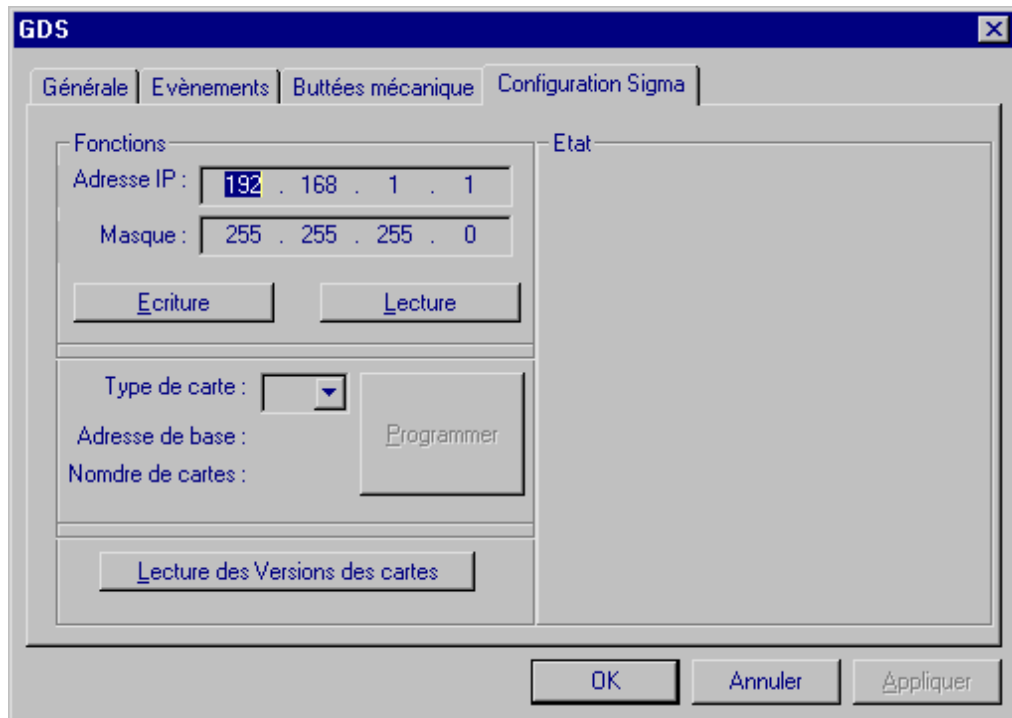 GDS
Générale Evènements Buttées mécanique Configuration Sigma
Fonctions
Adresse IP : 192 . 168 . 1 . 1
Masque : 255 . 255 . 255 . 0
Ecriture Lecture
Type de carte :
Adresse de base :
Nomdre de cartes :
Programmer
Lecture des Versions des cartes
Etat
OK Annuler Appliquer